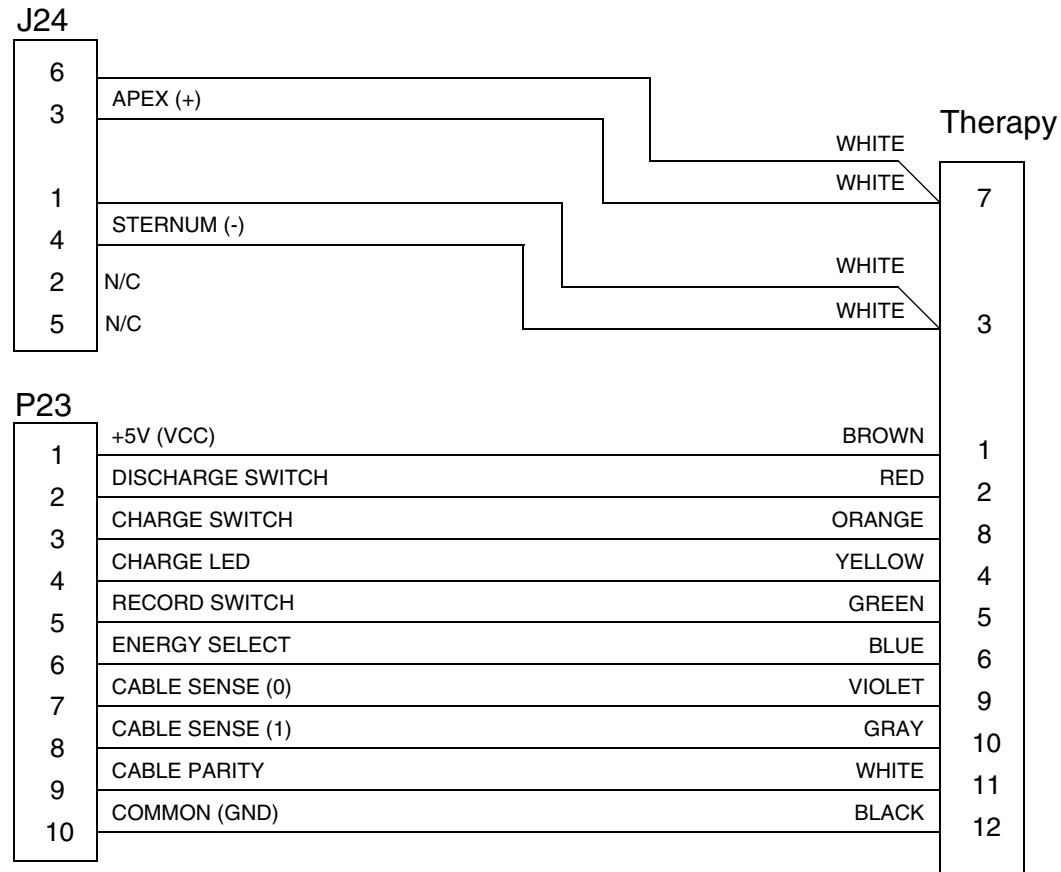 J24
6
APEX (+)
3
Therapy
WHITE
WHITE
7
1
STERNUM (-)
4
WHITE
2 N/C
WHITE
5 N/C
3
P23
+5V (VCC) BROWN
1 1
DISCHARGE SWITCH RED
2 2
CHARGE SWITCH ORANGE
3 8
CHARGE LED YELLOW
4 4
RECORD SWITCH GREEN
5 5
ENERGY SELECT BLUE
6 6
CABLE SENSE (0) VIOLET
7 9
CABLE SENSE (1) GRAY
8 10
CABLE PARITY WHITE
9 11
COMMON (GND) BLACK
10 12